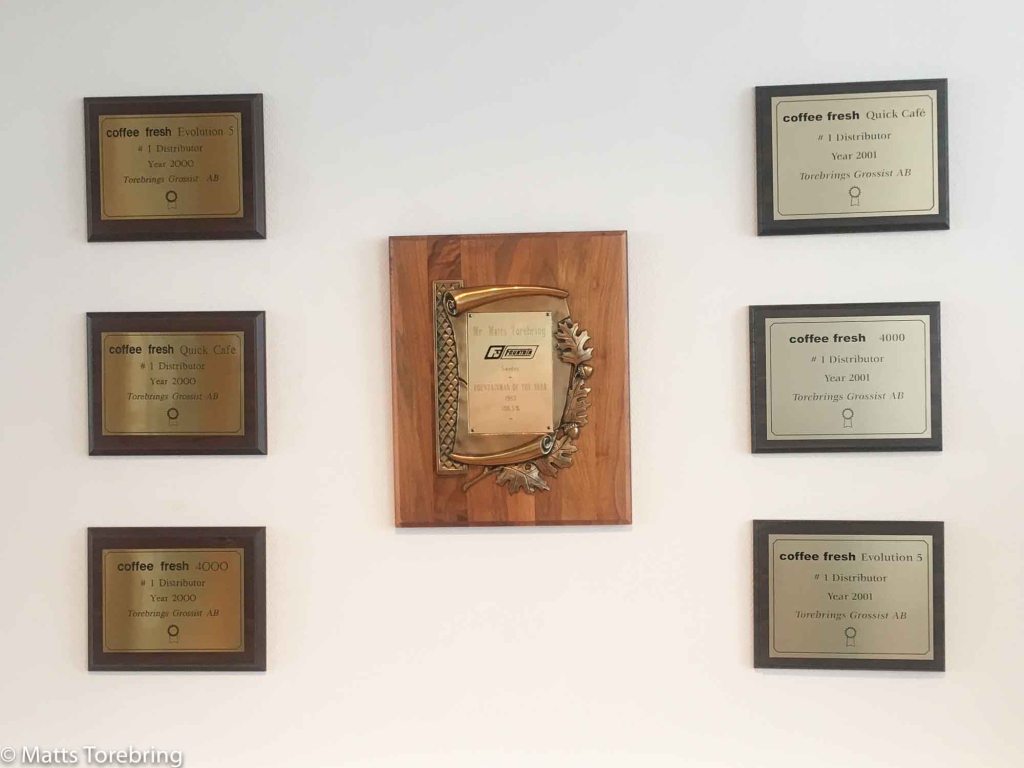 coffee fresh Evolution 5
# 1 Distributor
Year 2000
Torebrings Grossist AB
coffee fresh Quick Café
# 1 Distributor
Year 2000
Torebrings Grossist AB
coffee fresh 4000
# 1 Distributor
Year 2000
Torebrings Grossist AB
Mr. Matts Torebring
FOUNTAIN
Sweden
FOUNTAINMAN OF THE YEAR
coffee fresh Quick Café
# 1 Distributor
Year 2001
Torebrings Grossist AB
coffee fresh 4000
# 1 Distributor
Year 2001
Torebrings Grossist AB
coffee fresh Evolution 5
# 1 Distributor
Year 2001
Torebrings Grossist AB
© Matts Torebring